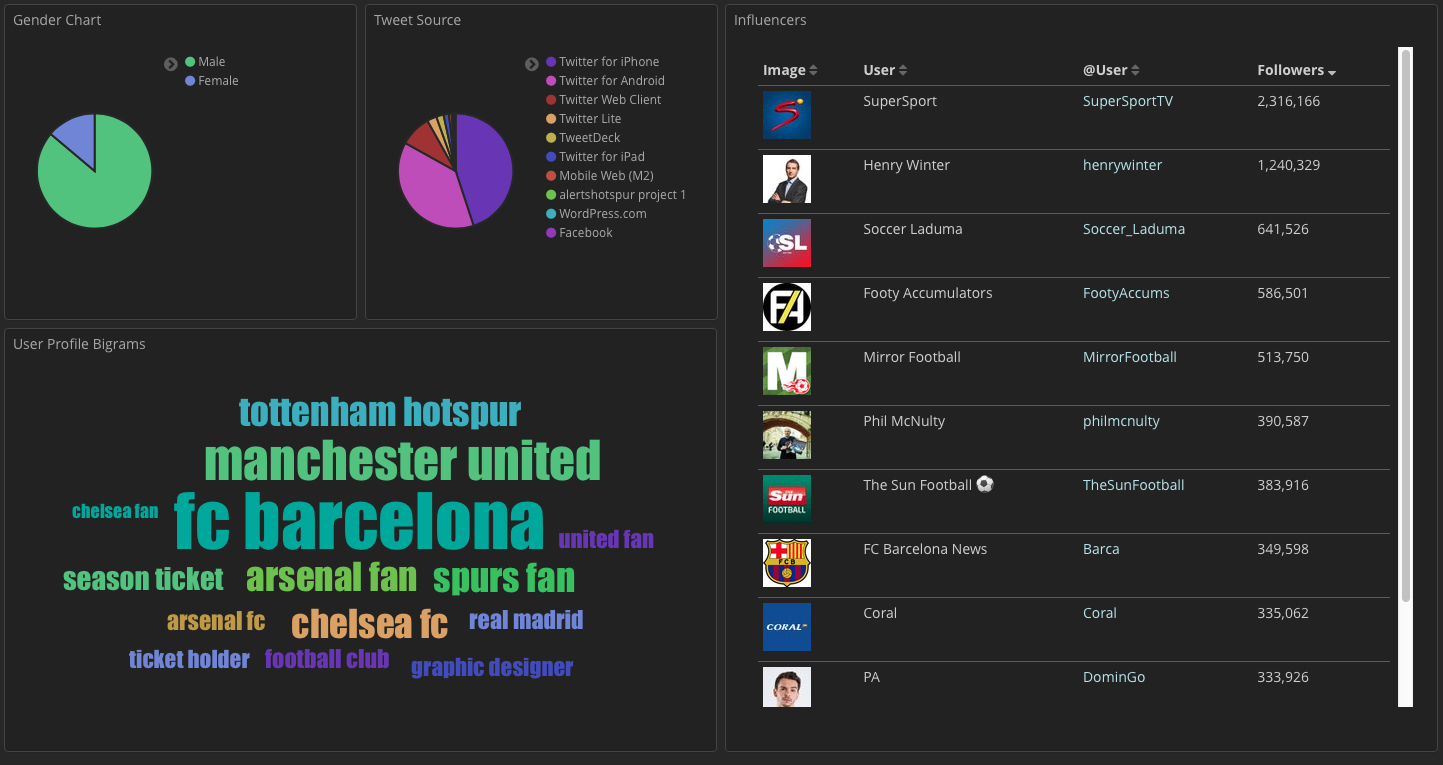 Gender Chart
Male
Female
Tweet Source
Twitter for iPhone
Twitter for Android
Twitter Web Client
Twitter Lite
TweetDeck
Twitter for iPad
Mobile Web (M2)
alertshotspur project 1
WordPress.com
Facebook
User Profile Bigrams
tottenham hotspur
manchester united
chelsea fan
fc barcelona
united fan
season ticket
arsenal fan
spurs fan
arsenal fc
chelsea fc
real madrid
ticket holder
football club
graphic designer
Influencers
Image User @User Followers
SuperSport SuperSportTV 2,316,166
Henry Winter henrywinter 1,240,329
SL
Soccer Laduma Soccer_Laduma 641,526
FA
Footy Accumulators FootyAccums 586,501
M
Mirror Football MirrorFootball 513,750
Phil McNulty philmcnulty 390,587
THE Sun
FOOTBALL
The Sun Football ⚽ TheSunFootball 383,916
FCB
FC Barcelona News Barca 349,598
CORAL
Coral Coral 335,062
PA DominGo 333,926